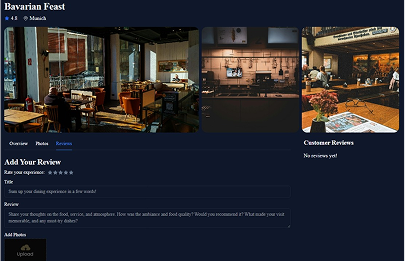 Bavarian Feast
4.8 Munich
Overview Photos Reviews
Customer Reviews
No reviews yet!
Add Your Review
Rate your experience:
Title
Sum up your dining experience in a few words!
Review
Share your thoughts on the food, service, and atmosphere. How was the ambiance and food quality? Would you recommend it? What made your visit
memorable, and any must-try dishes?
Add Photos
Upload